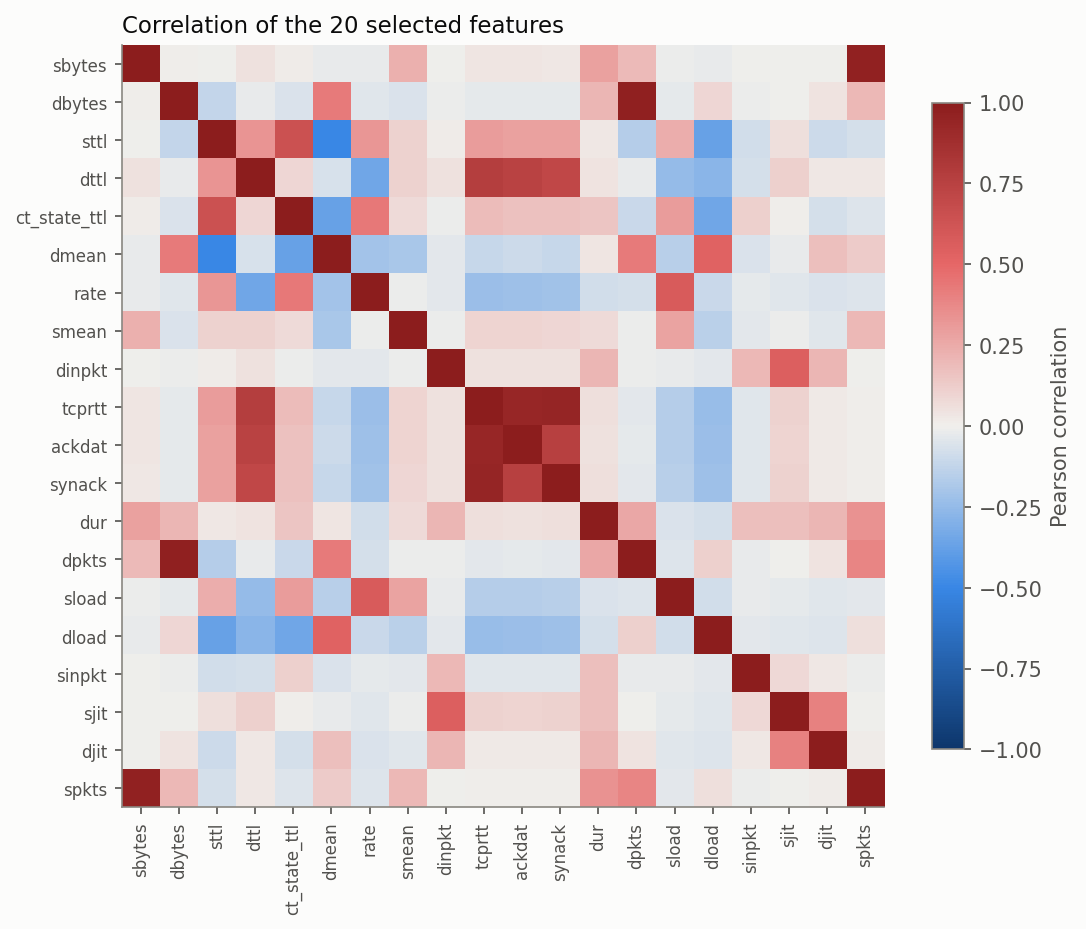 Correlation of the 20 selected features
sbytes
dbytes
sttl
dttl
ct_state_ttl
dmean
rate
smean
dinpkt
tcprtt
ackdat
synack
dur
dpkts
sload
dload
sinpkt
sjit
djit
spkts
sbytes
dbytes
sttl
dttl
ct_state_ttl
dmean
rate
smean
dinpkt
tcprtt
ackdat
synack
dur
dpkts
sload
dload
sinpkt
sjit
djit
spkts
1.00
0.75
0.50
0.25
0.00
−0.25
−0.50
−0.75
−1.00
Pearson correlation